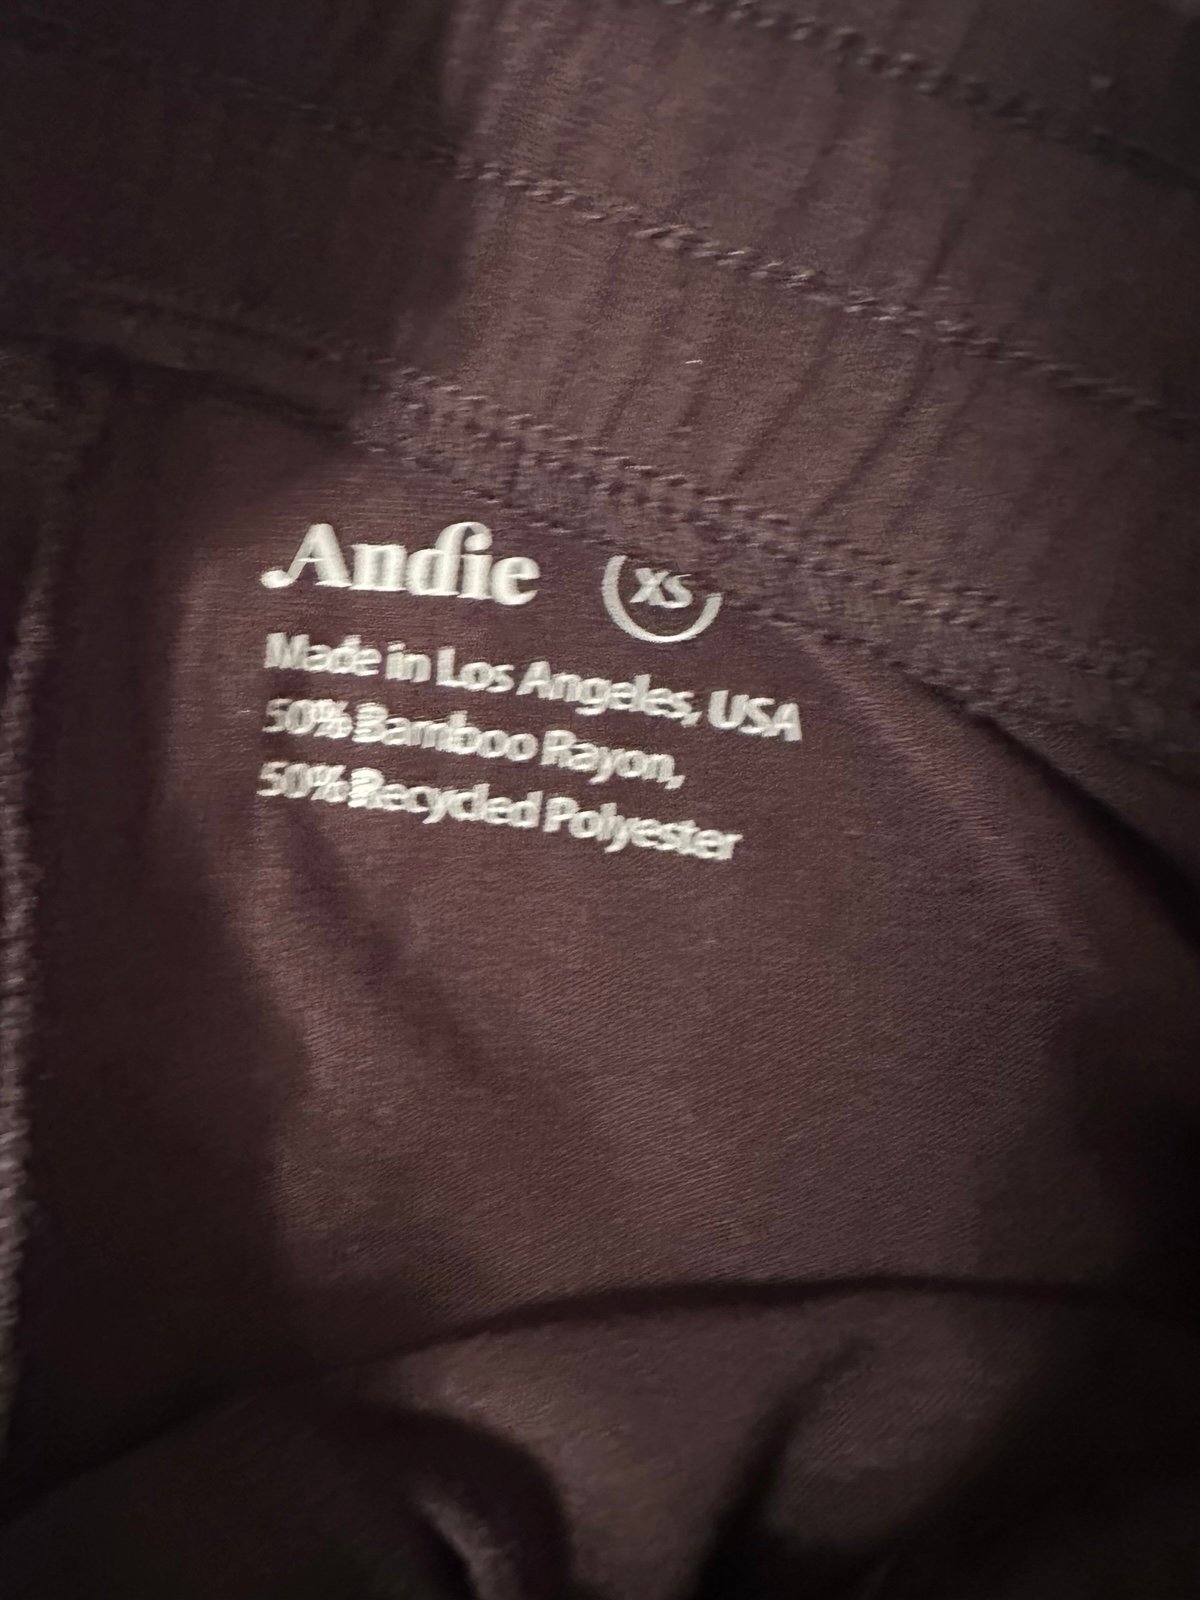 Andie XS
Made in Los Angeles, USA
50% Bamboo Rayon,
50% Recycled Polyester